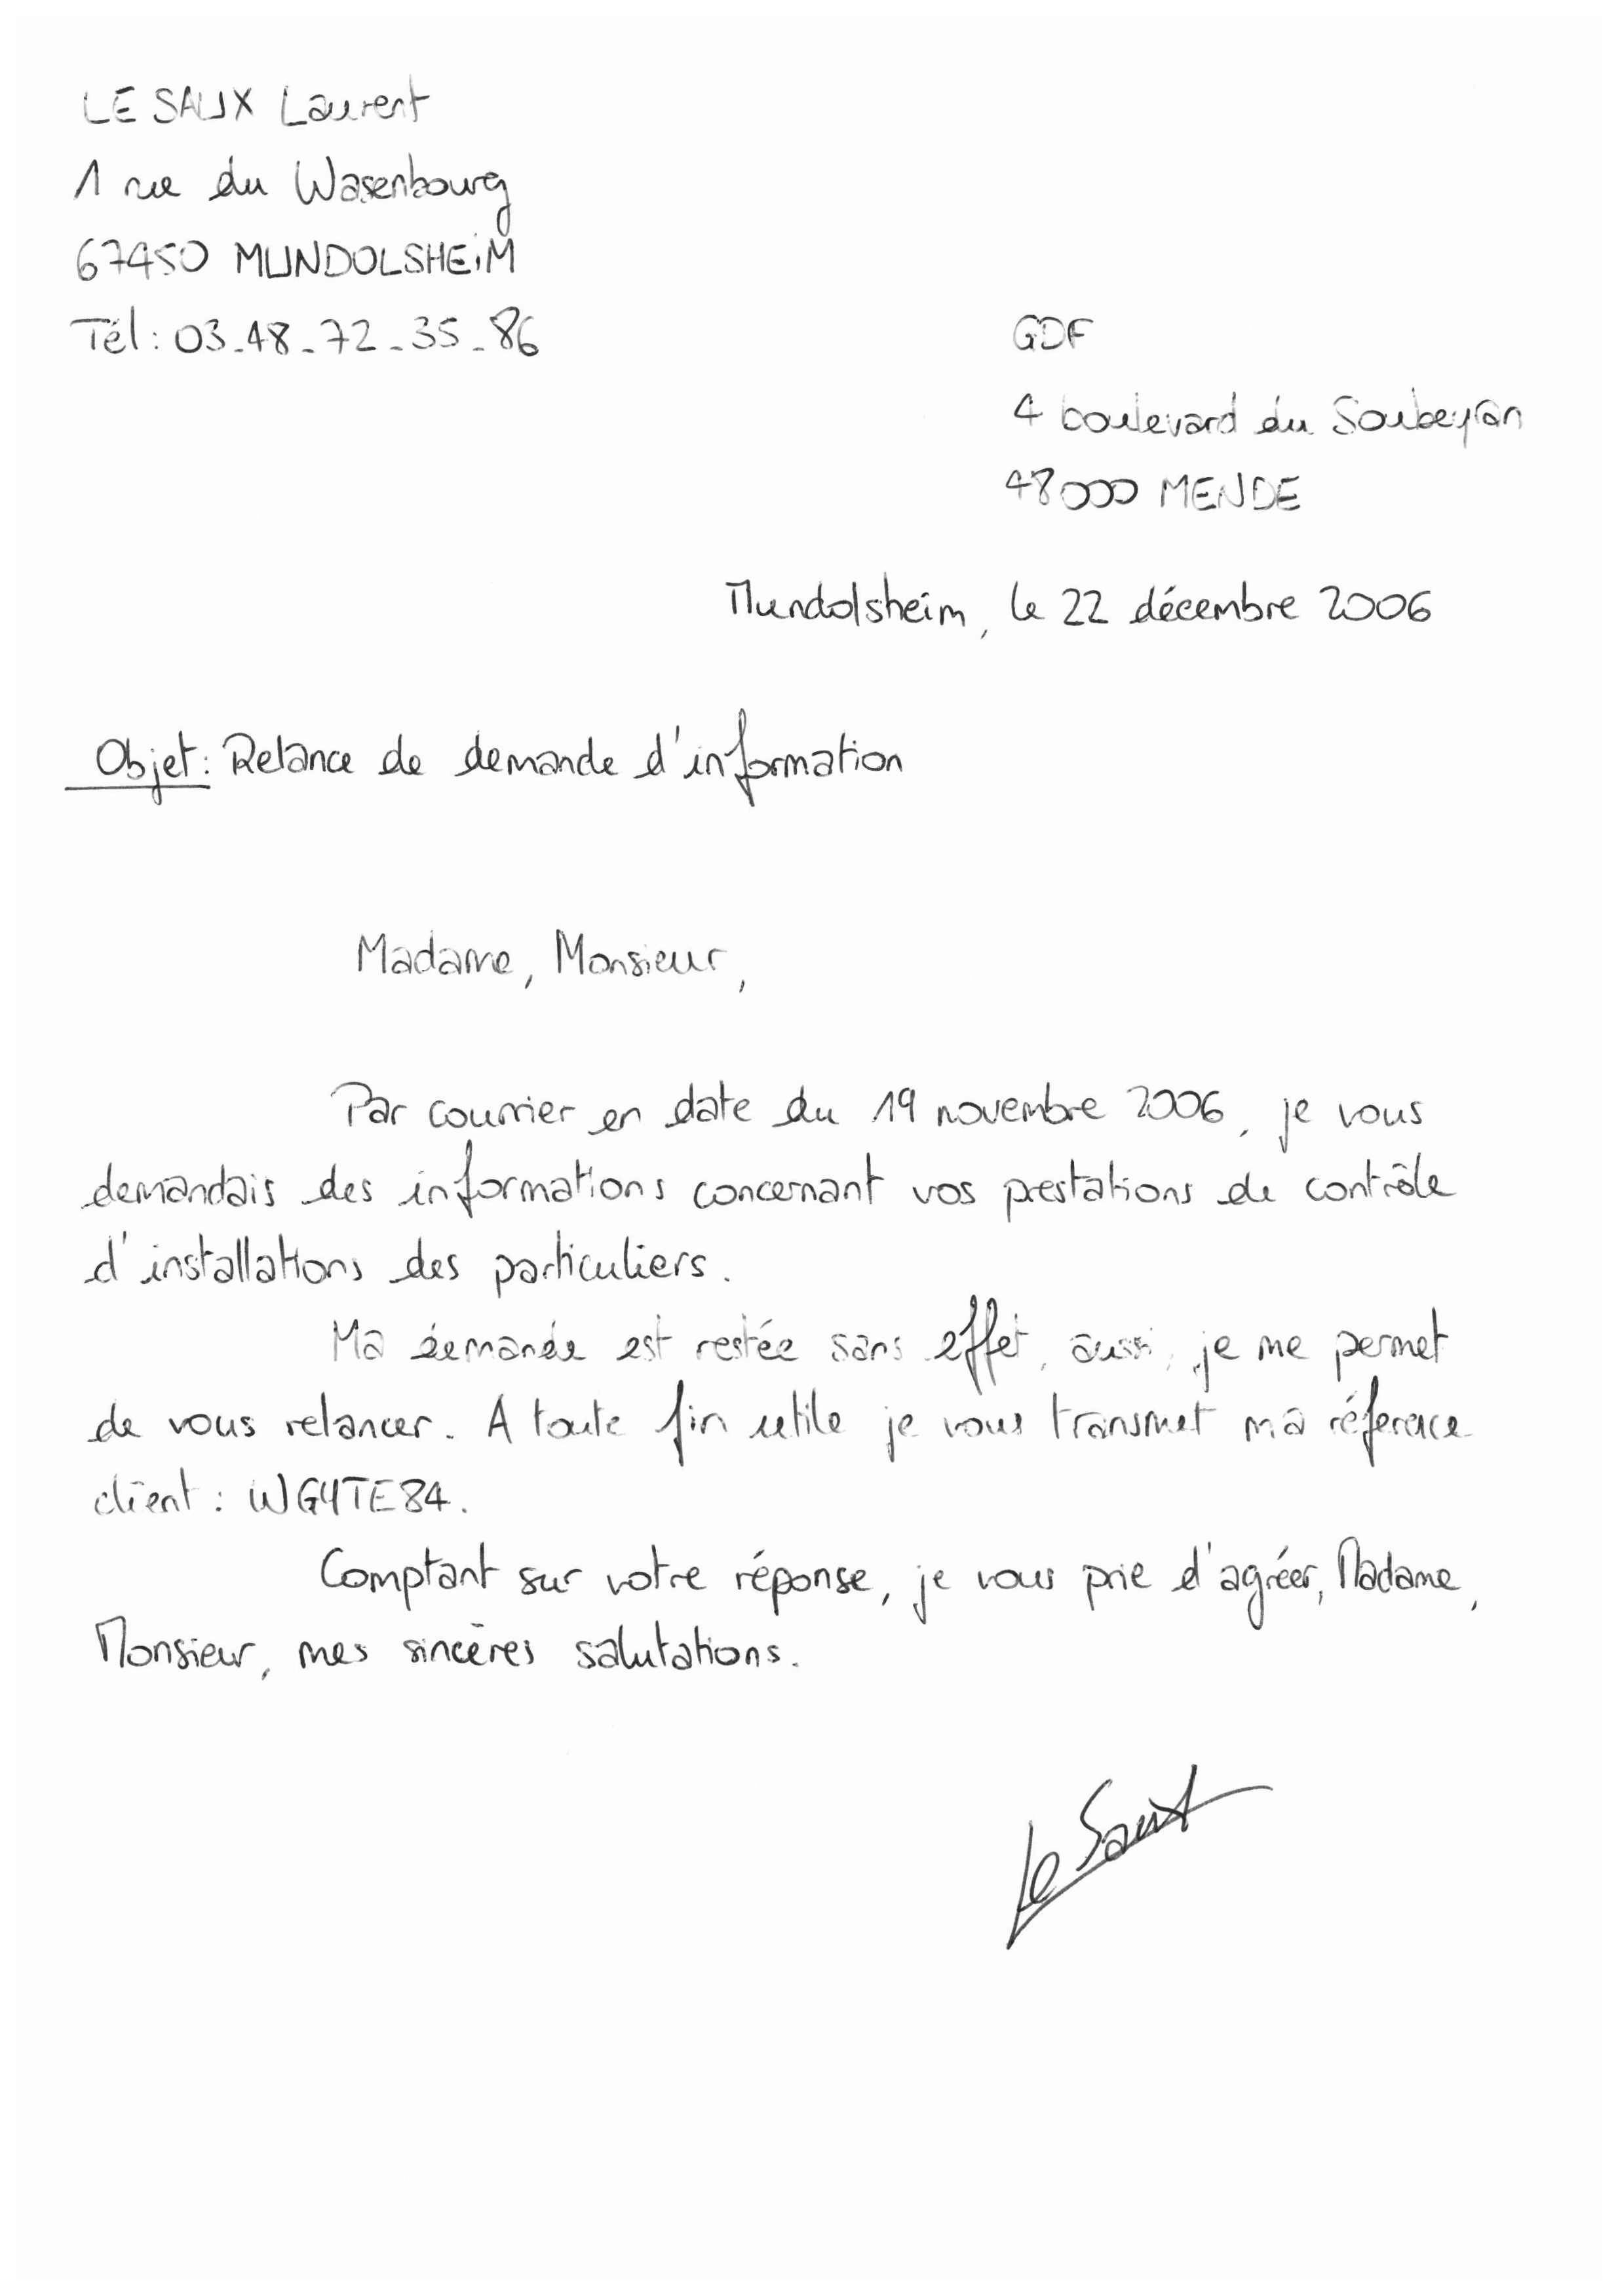 LE SAUX Laurent
1 rue du Wasenbourg
67450 MUNDOLSHEiM
Tél : 03.48.72.35.86
GDF
4 boulevard du Soubeyran
48000 MENDE
Mundolsheim, le 22 décembre 2006
Objet : Relance de demande d'information
Madame, Monsieur,
Par courrier en date du 19 novembre 2006, je vous
demandais des informations concernant vos prestations de contrôle
d'installations des particuliers.
Ma demande est restée sans effet, aussi, je me permet
de vous relancer. A toute fin utile je vous transmet ma réference
client : WGYTE84.
Comptant sur votre réponse, je vous prie d'agréer, Madame,
Monsieur, mes sincères salutations.
Le Saux